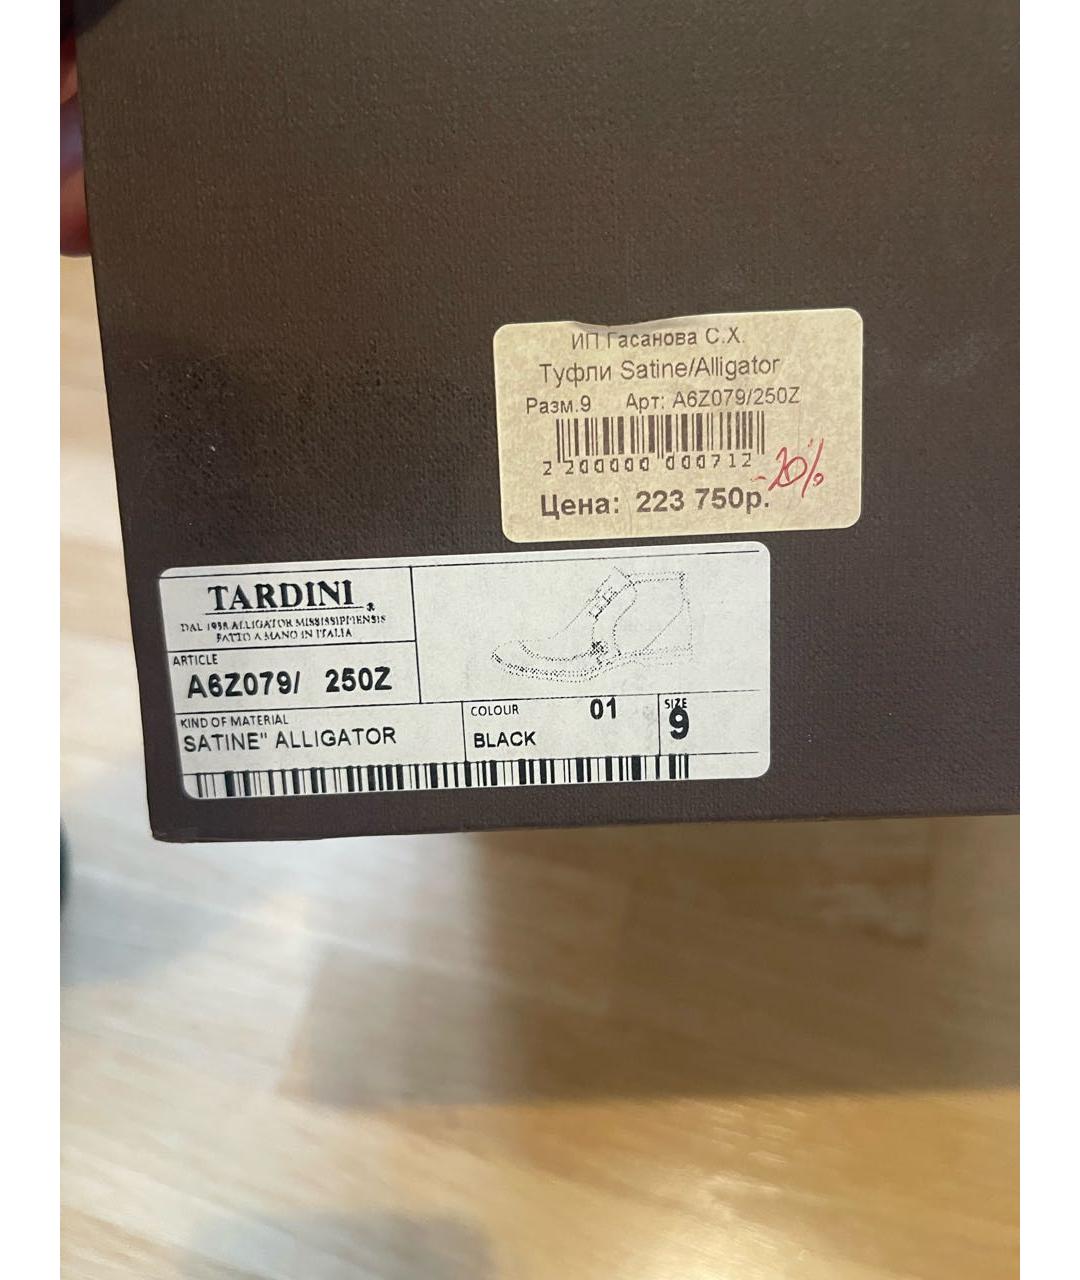 ИП Гасанова С.Х.
Туфли Satine/Alligator
Разм.9 Арт: A6Z079/250Z
2 200000 000712
-20%
Цена: 223 750р.
TARDINI
DAL 1958 ALLIGATOR MISSISSIPPIENSIS
FATTO A MANO IN ITALIA
ARTICLE
A6Z079/ 250Z
KIND OF MATERIAL
SATINE" ALLIGATOR
COLOUR 01
BLACK
SIZE
9